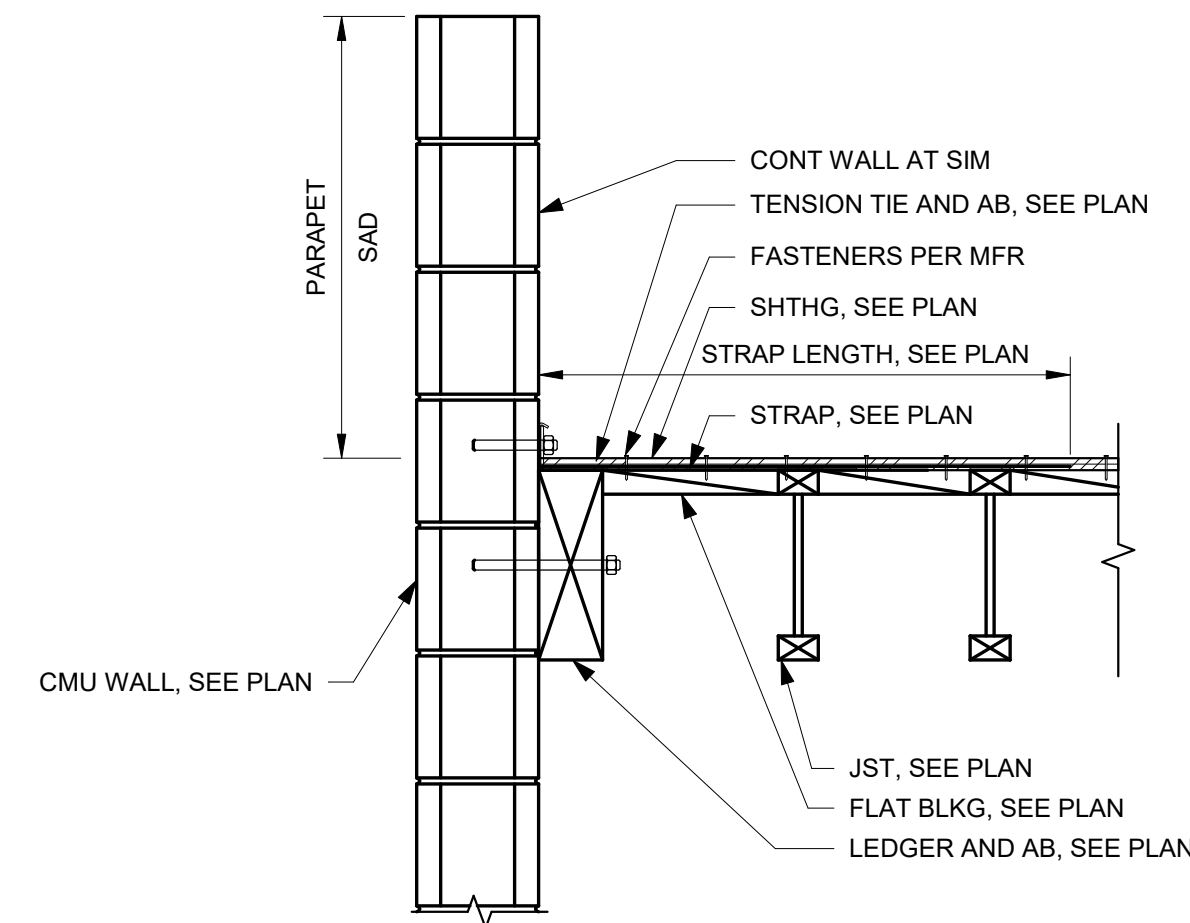 PARAPET
SAD
CONT WALL AT SIM
TENSION TIE AND AB, SEE PLAN
FASTENERS PER MFR
SHTHG, SEE PLAN
STRAP LENGTH, SEE PLAN
STRAP, SEE PLAN
CMU WALL, SEE PLAN
JST, SEE PLAN
FLAT BLKG, SEE PLAN
LEDGER AND AB, SEE PLAN